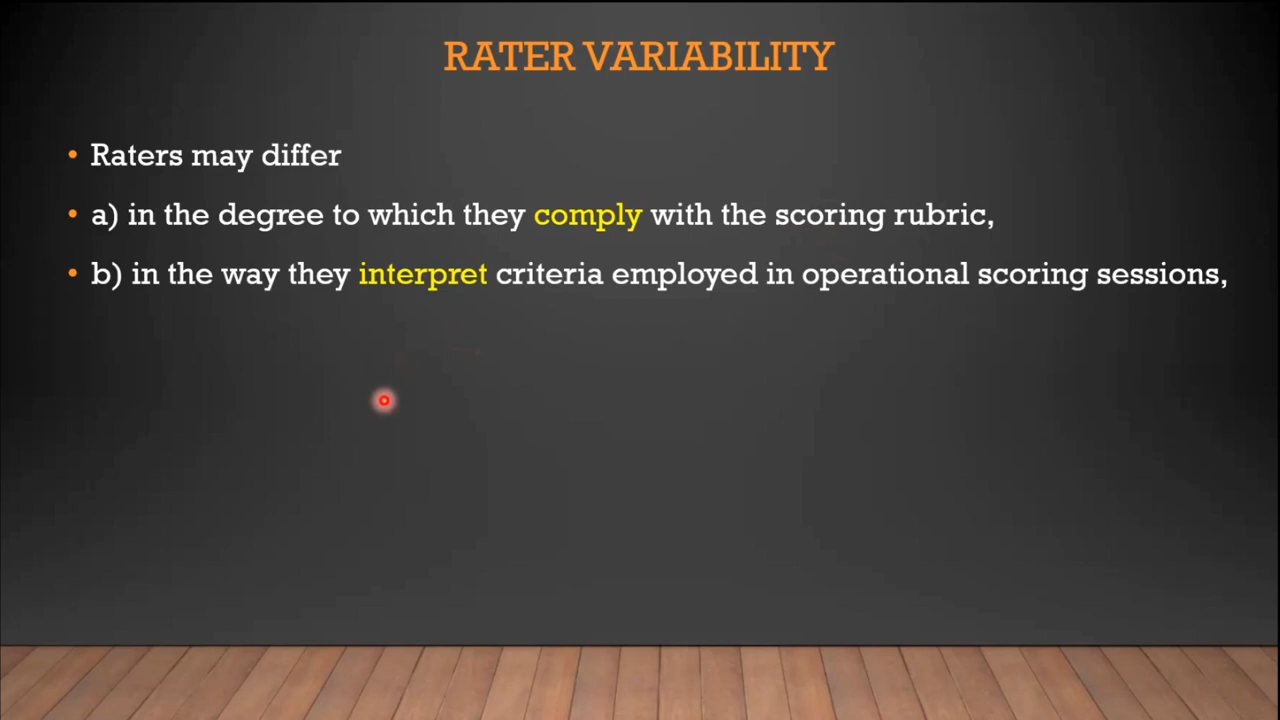 RATER VARIABILITY
• Raters may differ
• a) in the degree to which they comply with the scoring rubric,
• b) in the way they interpret criteria employed in operational scoring sessions,